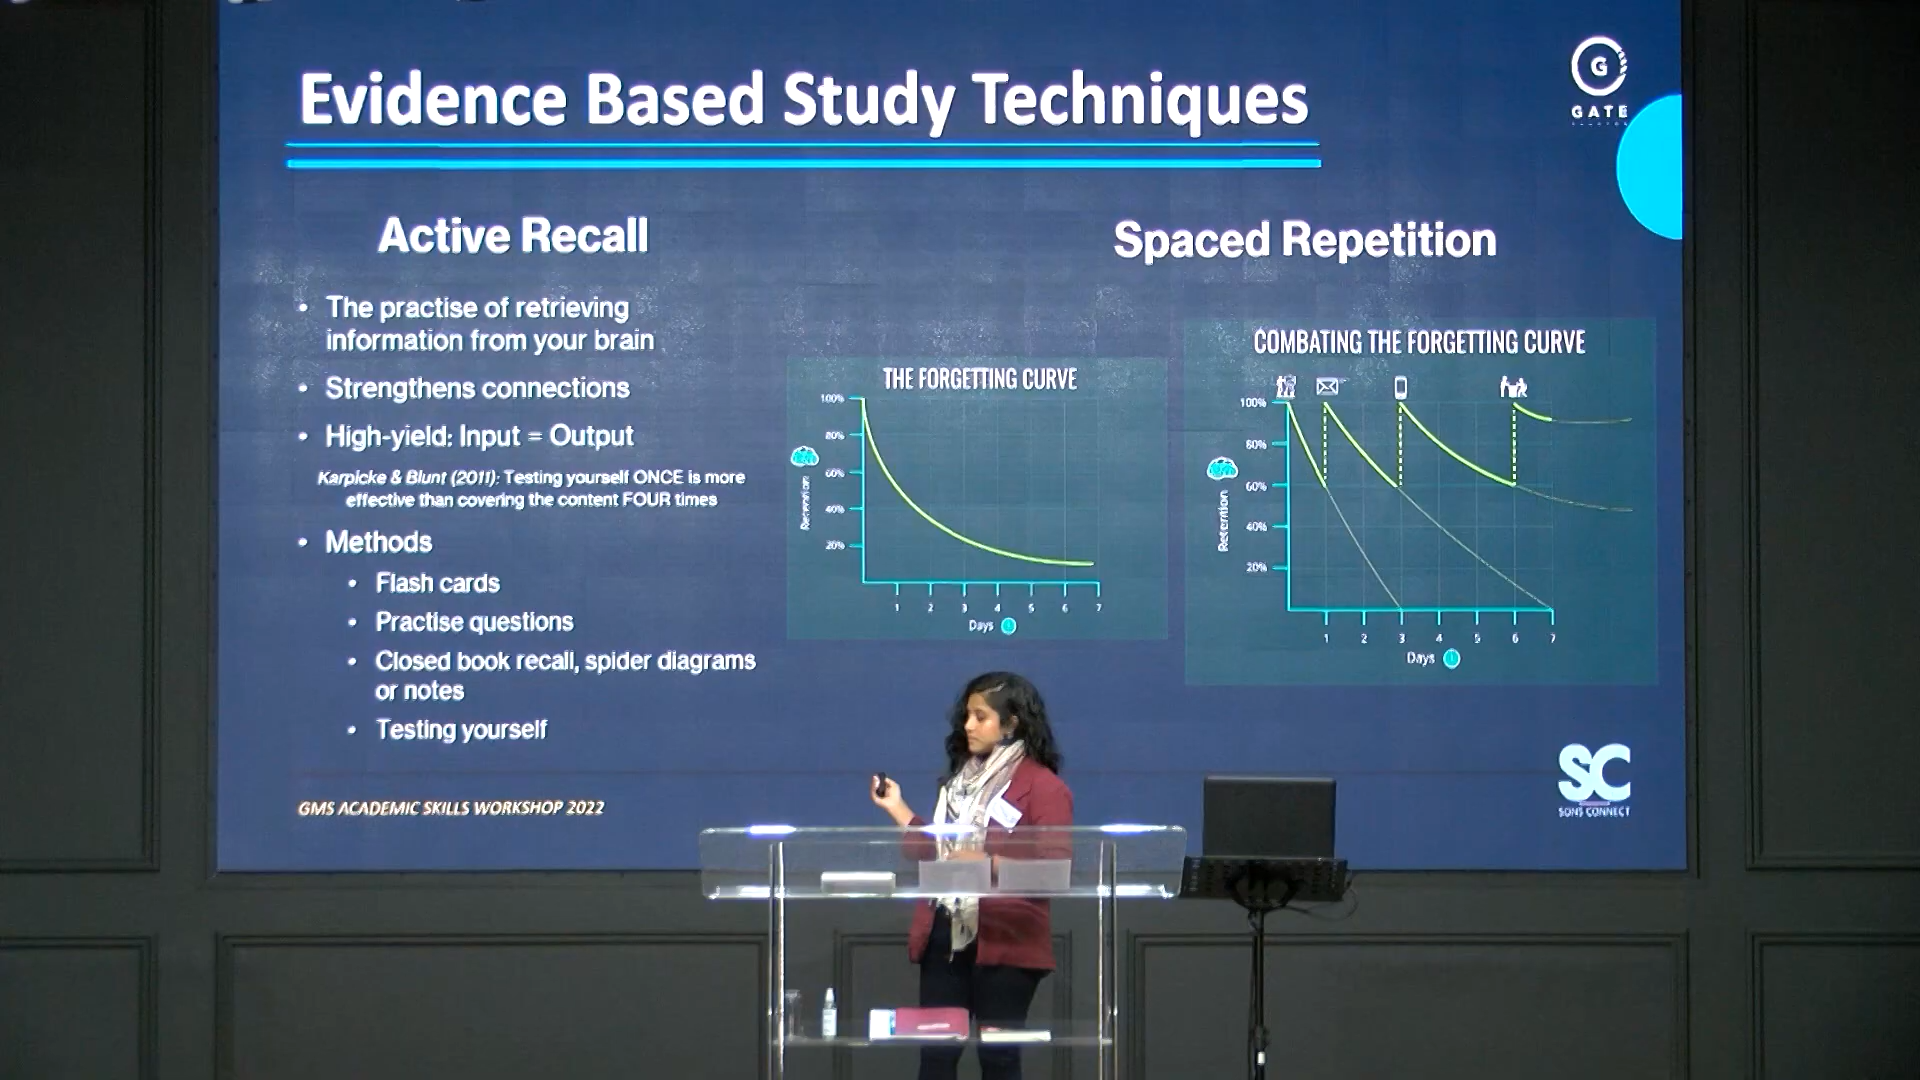 Evidence Based Study Techniques
G
GATE
Active Recall
• The practise of retrieving
information from your brain
• Strengthens connections
• High-yield: Input = Output
Karpicke & Blunt (2011): Testing yourself ONCE is more
effective than covering the content FOUR times
• Methods
• Flash cards
• Practise questions
• Closed book recall, spider diagrams
or notes
• Testing yourself
GMS ACADEMIC SKILLS WORKSHOP 2022
Spaced Repetition
THE FORGETTING CURVE
100%
80%
60%
40%
20%
Retention
1 2 3 4 5 6 7
Days
COMBATING THE FORGETTING CURVE
100%
80%
60%
40%
20%
Retention
1 2 3 4 5 6 7
Days
SC
SONS CONNECT